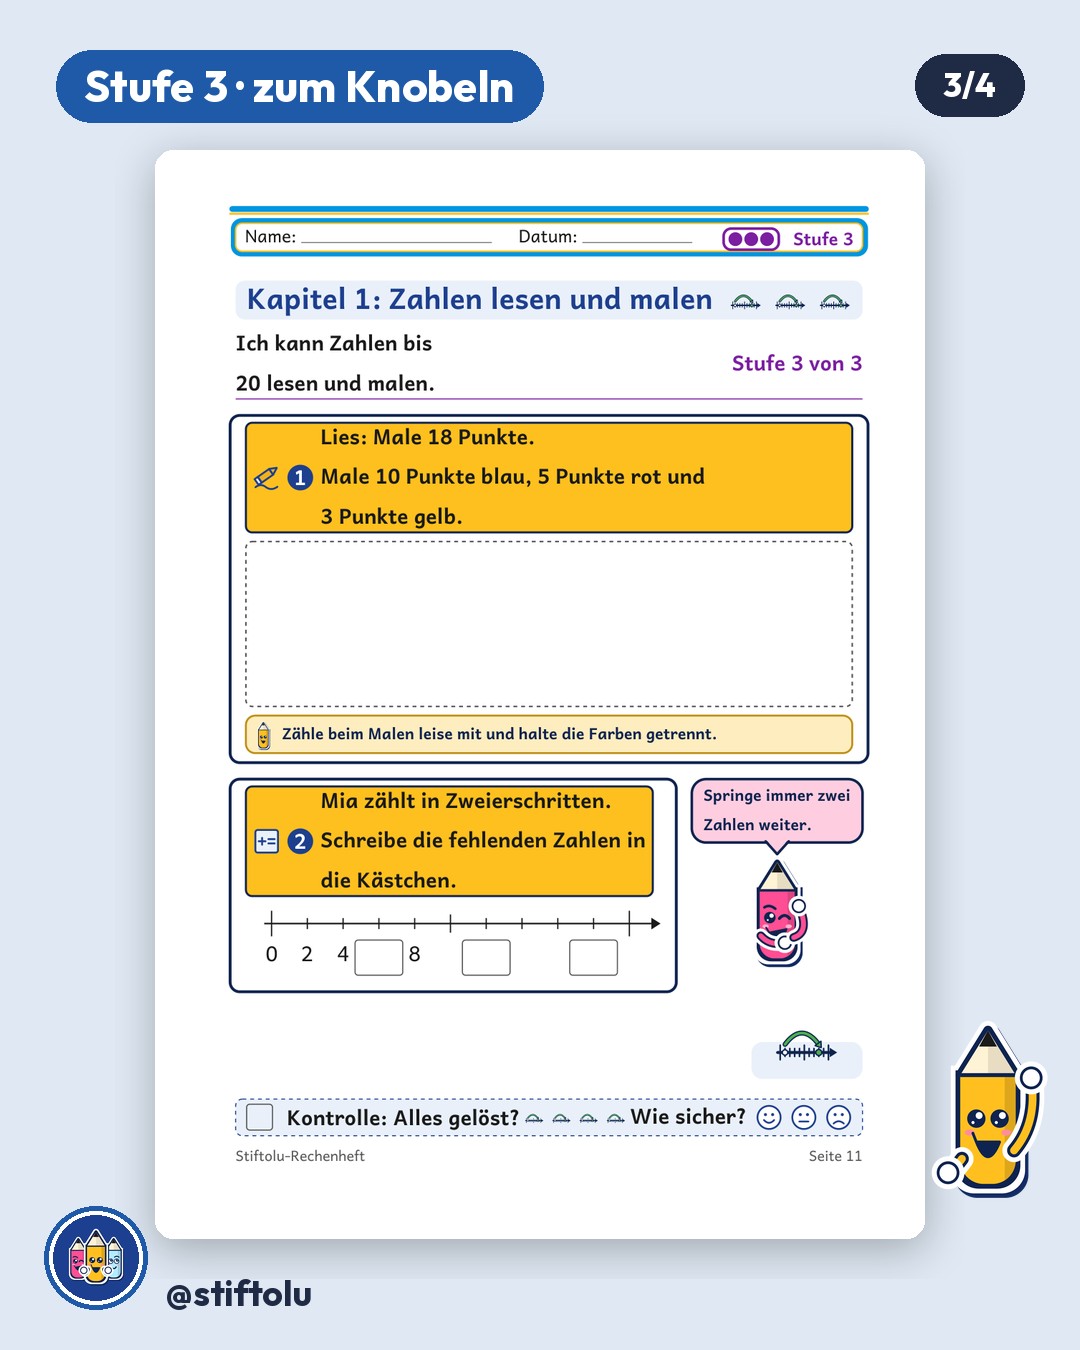 Stufe 3 · zum Knobeln
3/4
Name:
Datum:
Stufe 3
Kapitel 1: Zahlen lesen und malen
Ich kann Zahlen bis
20 lesen und malen.
Stufe 3 von 3
Lies: Male 18 Punkte.
1 Male 10 Punkte blau, 5 Punkte rot und
3 Punkte gelb.
Zähle beim Malen leise mit und halte die Farben getrennt.
Mia zählt in Zweierschritten.
2 Schreibe die fehlenden Zahlen in
die Kästchen.
0 2 4 8
Springe immer zwei
Zahlen weiter.
Kontrolle: Alles gelöst? Wie sicher?
Stiftolu-Rechenheft
Seite 11
@stiftolu